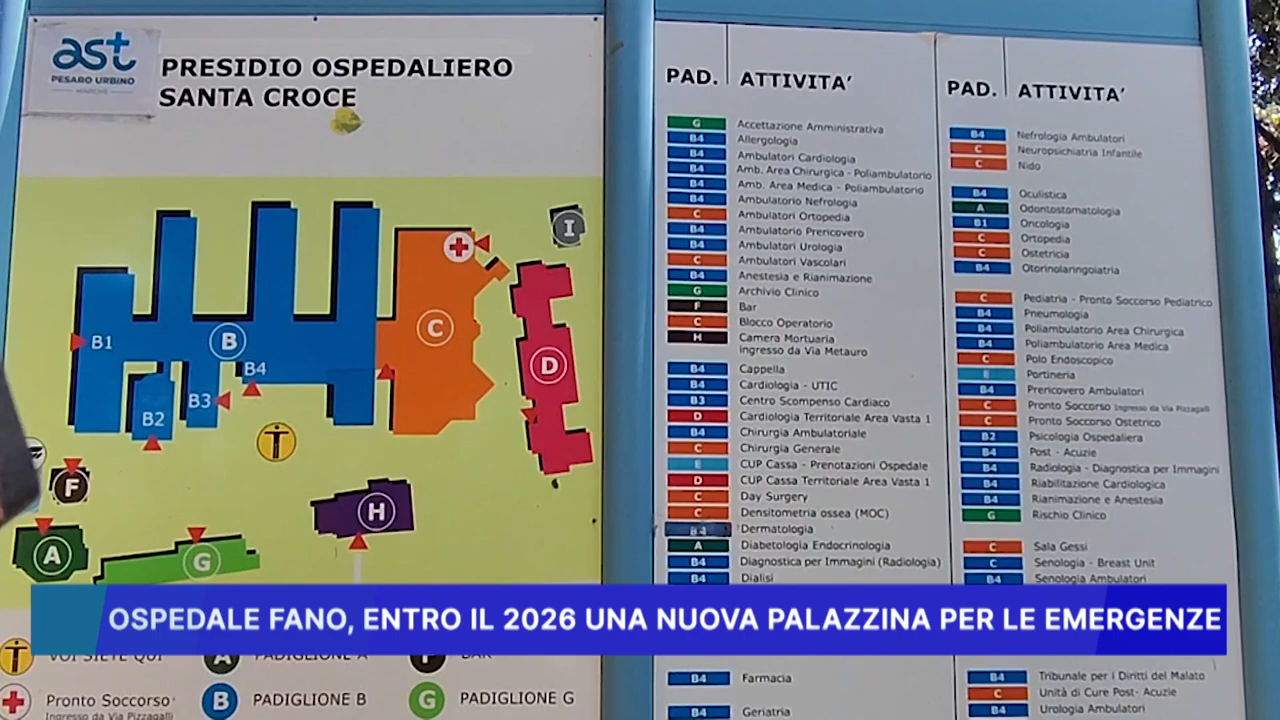 ast
PESARO URBINO
MARCHE
PRESIDIO OSPEDALIERO
SANTA CROCE
I
B1
B
C
B4
D
B3
B2
F
H
A
G
VOI SIETE QUI
A PADIGLIONE A
F BAR
Pronto Soccorso
Ingresso da Via Pizzagalli
B PADIGLIONE B
G PADIGLIONE G
PAD. ATTIVITA'
G Accettazione Amministrativa
B4 Allergologia
B4 Ambulatori Cardiologia
B4 Amb. Area Chirurgica - Poliambulatorio
B4 Amb. Area Medica - Poliambulatorio
B4 Ambulatorio Nefrologia
C Ambulatori Ortopedia
B4 Ambulatorio Prericovero
B4 Ambulatori Urologia
C Ambulatori Vascolari
B4 Anestesia e Rianimazione
G Archivio Clinico
F Bar
C Blocco Operatorio
H Camera Mortuaria
ingresso da Via Metauro
B4 Cappella
B4 Cardiologia - UTIC
B3 Centro Scompenso Cardiaco
D Cardiologia Territoriale Area Vasta 1
B4 Chirurgia Ambulatoriale
C Chirurgia Generale
E CUP Cassa - Prenotazioni Ospedale
D CUP Cassa Territoriale Area Vasta 1
C Day Surgery
C Densitometria ossea (MOC)
B4 Dermatologia
A Diabetologia Endocrinologia
B4 Diagnostica per Immagini (Radiologia)
B4 Dialisi
B4 Farmacia
B4 Geriatria
PAD. ATTIVITA'
B4 Nefrologia Ambulatori
C Neuropsichiatria Infantile
C Nido
B4 Oculistica
A Odontostomatologia
B1 Oncologia
C Ortopedia
C Ostetricia
B4 Otorinolaringoiatria
C Pediatria - Pronto Soccorso Pediatrico
B4 Pneumologia
B4 Poliambulatorio Area Chirurgica
B4 Poliambulatorio Area Medica
C Polo Endoscopico
E Portineria
B4 Prericovero Ambulatori
C Pronto Soccorso Ingresso da Via Pizzagalli
C Pronto Soccorso Ostetrico
B2 Psicologia Ospedaliera
B4 Post - Acuzie
B4 Radiologia - Diagnostica per Immagini
B4 Riabilitazione Cardiologica
B4 Rianimazione e Anestesia
G Rischio Clinico
C Sala Gessi
C Senologia - Breast Unit
B4 Senologia Ambulatori
B4 Tribunale per i Diritti del Malato
C Unità di Cure Post- Acuzie
B4 Urologia Ambulatori
OSPEDALE FANO, ENTRO IL 2026 UNA NUOVA PALAZZINA PER LE EMERGENZE